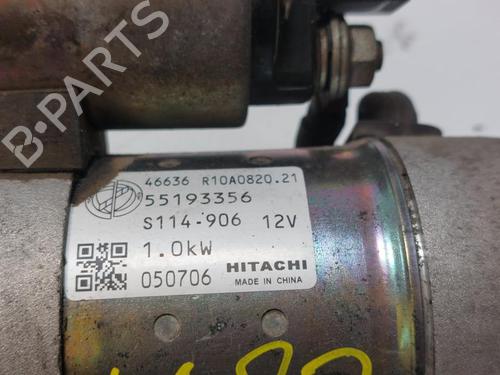 B-PARTS
46636 R10A0820.21
55193356
S114-906 12V
1.0kW
050706 HITACHI
MADE IN CHINA